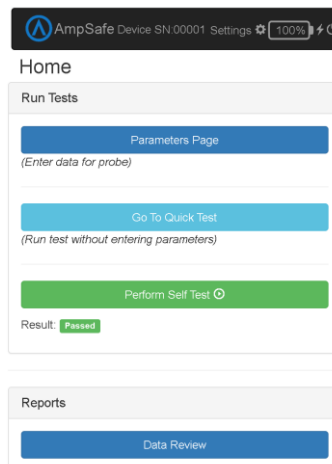 AmpSafe Device SN:00001 Settings 100%
Home
Run Tests
Parameters Page
(Enter data for probe)
Go To Quick Test
(Run test without entering parameters)
Perform Self Test
Result: Passed
Reports
Data Review